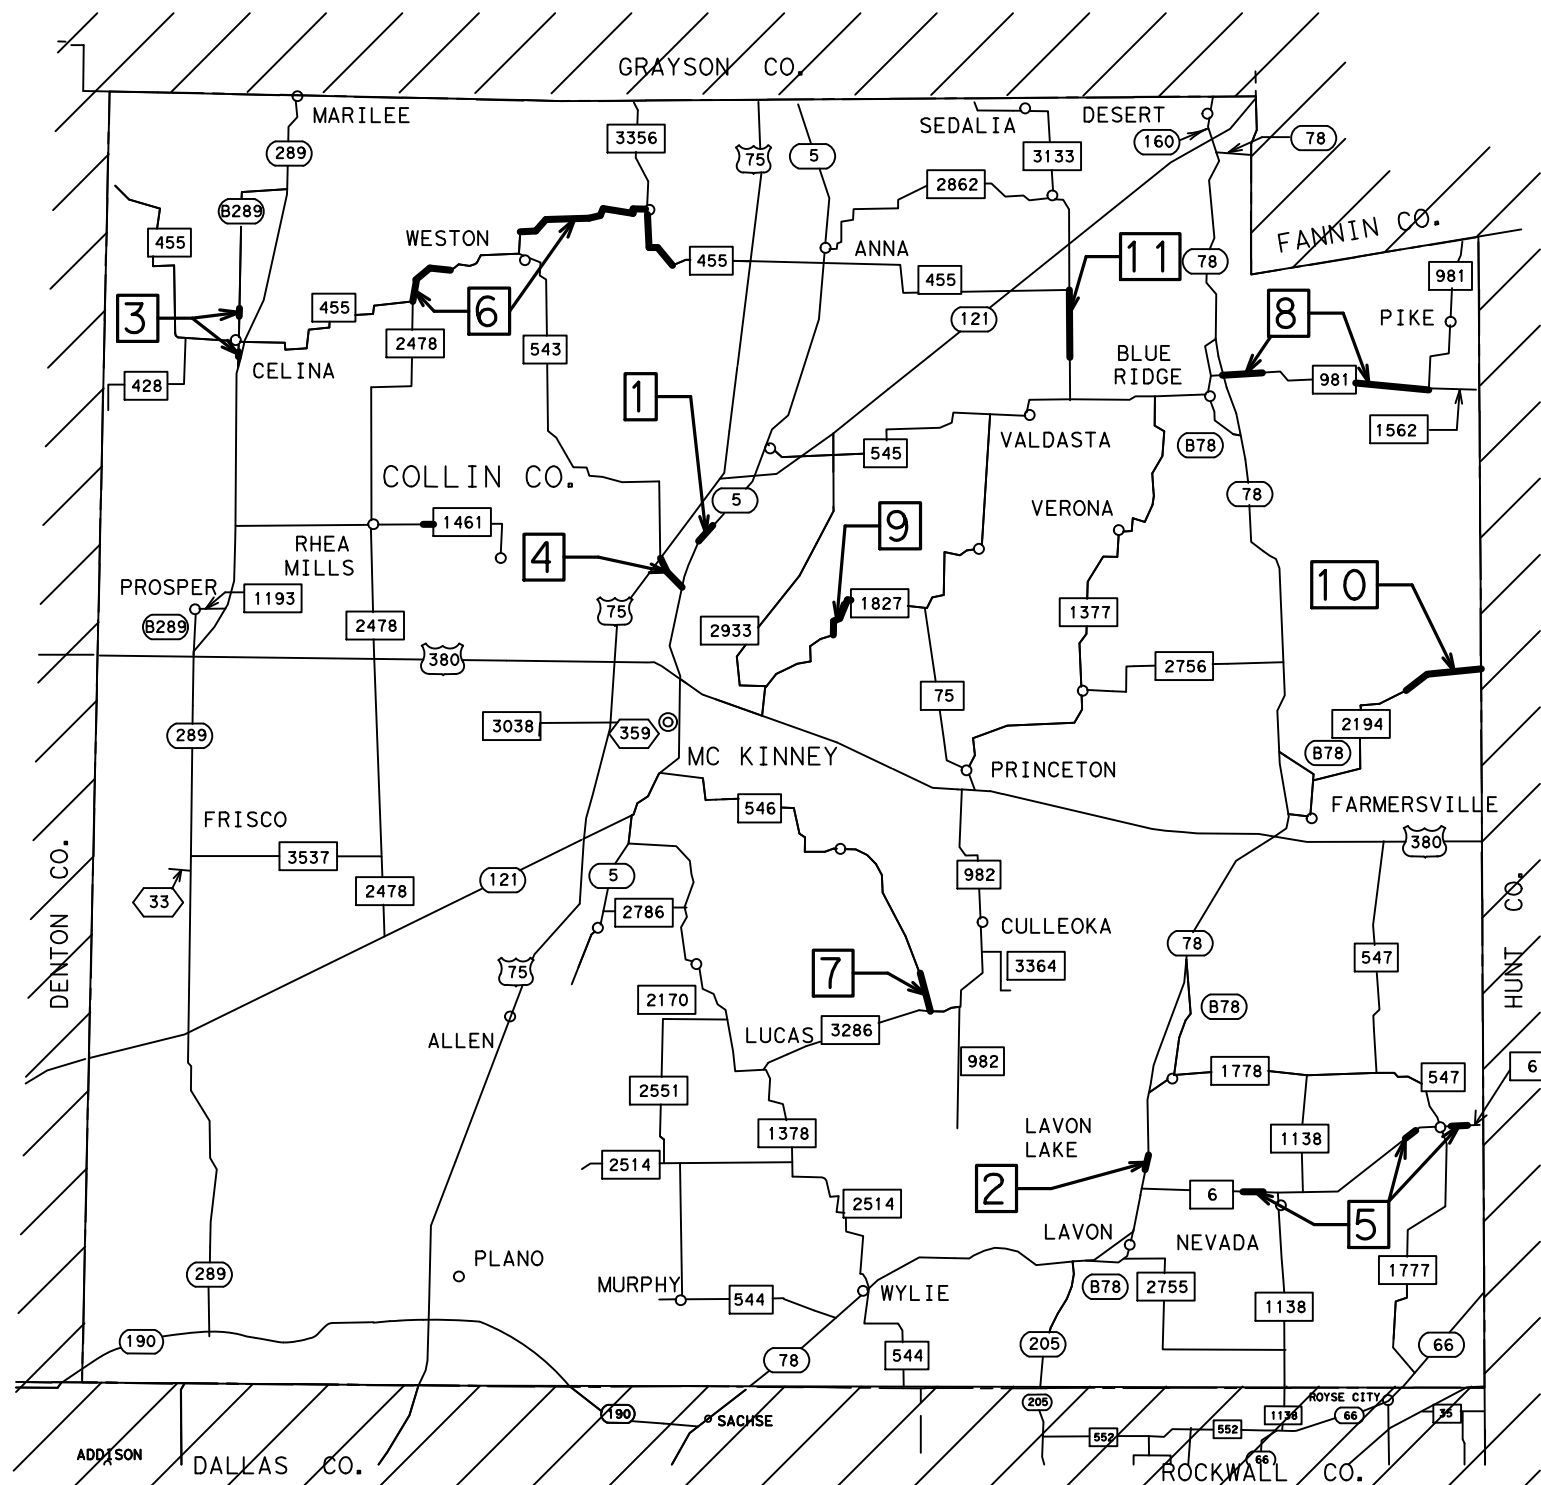 GRAYSON CO.
MARILEE
SEDALIA
DESERT
289
3356
75
5
3133
160
78
2862
B289
455
WESTON
ANNA
FANNIN CO.
455
455
11
78
981
3
455
6
121
8
PIKE
2478
543
BLUE
RIDGE
CELINA
428
1
981
1562
VALDASTA
545
B78
COLLIN CO.
5
78
VERONA
1461
9
RHEA
MILLS
4
PROSPER
1193
10
B289
2478
75
2933
1827
1377
380
2756
75
289
3038
359
2194
B78
MC KINNEY
PRINCETON
546
FARMERSVILLE
FRISCO
3537
380
DENTON CO.
HUNT CO.
33
2478
121
5
982
2786
CULLEOKA
78
547
75
7
3364
2170
B78
ALLEN
LUCAS
3286
982
1778
547
6
2551
LAVON
LAKE
1378
1138
2514
2
6
2514
5
LAVON
NEVADA
PLANO
289
MURPHY
544
WYLIE
B78
2755
1777
1138
190
78
544
205
66
ROYSE CITY
205
190
SACHSE
1138
66
35
552
552
ADDISON
66
DALLAS CO.
ROCKWALL CO.